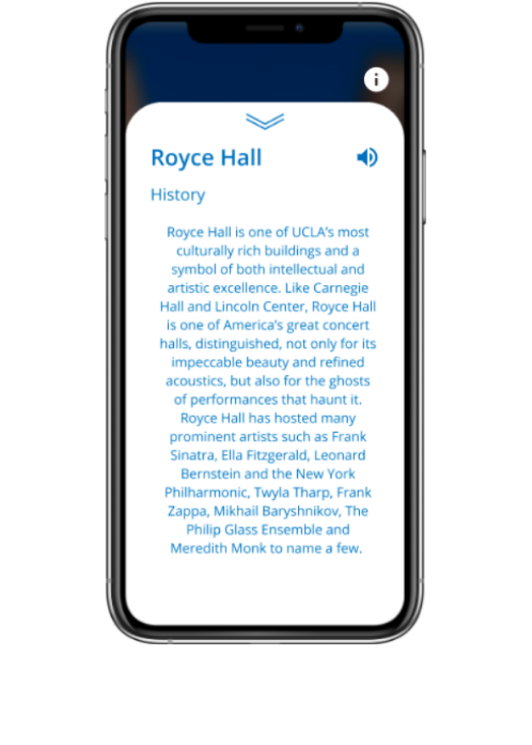 Royce Hall
History
Royce Hall is one of UCLA's most
culturally rich buildings and a
symbol of both intellectual and
artistic excellence. Like Carnegie
Hall and Lincoln Center, Royce Hall
is one of America's great concert
halls, distinguished, not only for its
impeccable beauty and refined
acoustics, but also for the ghosts
of performances that haunt it.
Royce Hall has hosted many
prominent artists such as Frank
Sinatra, Ella Fitzgerald, Leonard
Bernstein and the New York
Philharmonic, Twyla Tharp, Frank
Zappa, Mikhail Baryshnikov, The
Philip Glass Ensemble and
Meredith Monk to name a few.